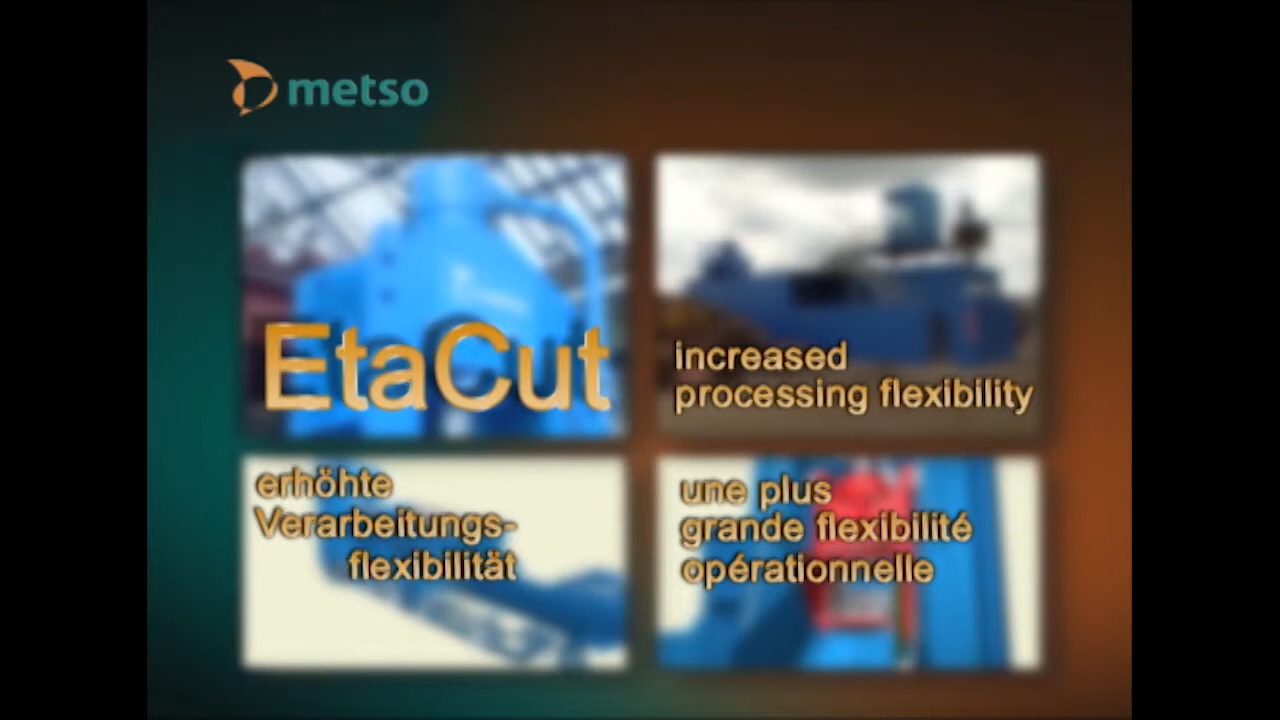 metso
EtaCut
increased
processing flexibility
erhöhte
Verarbeitungs-
flexibilität
une plus
grande flexibilité
opérationnelle